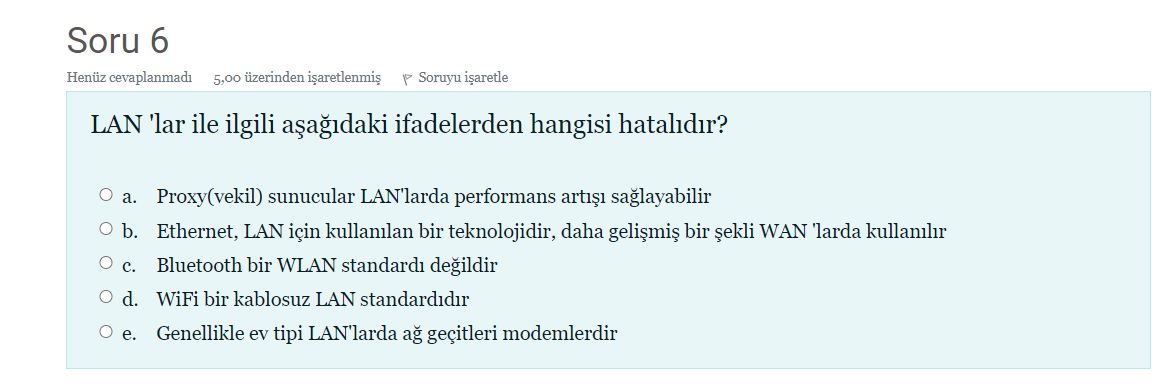 Soru 6
Henüz cevaplanmadı 5,00 üzerinden işaretlenmiş Soruyu işaretle
LAN 'lar ile ilgili aşağıdaki ifadelerden hangisi hatalıdır?
a. Proxy(vekil) sunucular LAN'larda performans artışı sağlayabilir
b. Ethernet, LAN için kullanılan bir teknolojidir, daha gelişmiş bir şekli WAN 'larda kullanılır
c. Bluetooth bir WLAN standardı değildir
d. WiFi bir kablosuz LAN standardıdır
e. Genellikle ev tipi LAN'larda ağ geçitleri modemlerdir